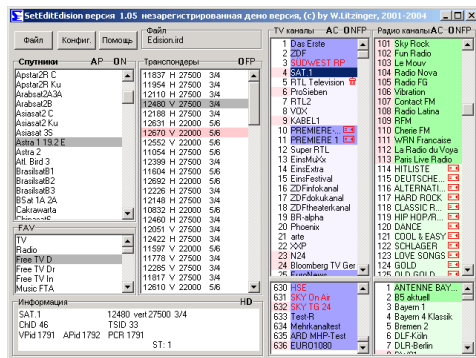 SetEditEdision версия 1.05 незарегистрированная демо версия, (c) by W.Litzinger, 2001-2004
Файл
Конфиг.
Помощь
Файл
Edision.ird
Спутники AP ON
Apstar2R C
Apstar2R Ku
Arabsat2A3A
Arabsat2B
Asiasat2 C
Asiasat2 Ku
Asiasat 3S
Astra 1 19.2 E
Astra 2
Atl. Bird 3
BrasilsatB1
BrasilsatB2
BrasilsatB3
BSat 1A 2A
Cakrawarta
FAV
TV
Radio
Free TV D
Free TV Dr
Free TV In
Music FTA
Транспондеры OFP
11837 H 27500 3/4
11954 H 27500 3/4
12110 H 27500 3/4
12480 V 27500 3/4
12188 H 27500 3/4
12631 H 22000 5/6
12670 V 22000 5/6
12552 V 22000 5/6
11054 H 27500 5/6
12399 H 27500 3/4
11604 H 27500 5/6
12692 H 22000 5/6
12226 H 27500 3/4
12148 H 27500 3/4
10832 H 22000 5/6
12460 H 27500 3/4
12051 V 27500 3/4
12422 H 27500 3/4
11597 V 22000 5/6
11778 V 27500 3/4
12285 V 27500 3/4
11817 V 27500 3/4
12610 V 22000 5/6
TV каналы AC ONFP
1 Das Erste
2 ZDF
3 SUDWEST RP
4 SAT.1
5 RTL Television
6 ProSieben
7 RTL2
8 VOX
9 KABEL1
10 PREMIERE-...
11 PREMIERE 1
12 Super RTL
13 EinsMuXx
14 EinsExtra
15 EinsFestival
16 ZDFinfokanal
17 ZDFdokukanal
18 ZDFtheaterkanal
19 BR-alpha
20 Phoenix
21 arte
22 XXP
23 N24
24 Bloomberg TV Ger
25 EuroNews
630 HSE
631 SKY On Air
632 SKY TG 24
633 Test-R
634 Mehrkanaltest
635 ARD MHP-Test
636 EURO1080
Радио каналы AC ONFP
101 Sky Rock
102 Fun Radio
103 Le Mouv
104 Radio Nova
105 Radio FG
106 Vibration
107 Contact FM
108 Radio Latina
109 RFM
110 Cherie FM
111 WRN Francaise
112 La Radio du Voya
113 Paris Live Radio
114 HITLISTE
115 DEUTSCHE...
116 ALTERNATI...
117 HARD ROCK
118 CLASSIC R...
119 HIP HOP/R...
120 DANCE
121 COOL & EASY
122 SCHLAGER
123 LOVE SONGS
124 GOLD
125 OLD GOLD
1 ANTENNE BAY...
2 B5 aktuell
3 Bayern 1
4 Bayern 4 Klassik
5 Bremen 2
6 DLF-Köln
7 DLR-Berlin
Информация HD
SAT.1 12480 vert 27500 3/4
CHID 46 TSID 33
VPid 1791 APid 1792 PCR 1791
ST: 1